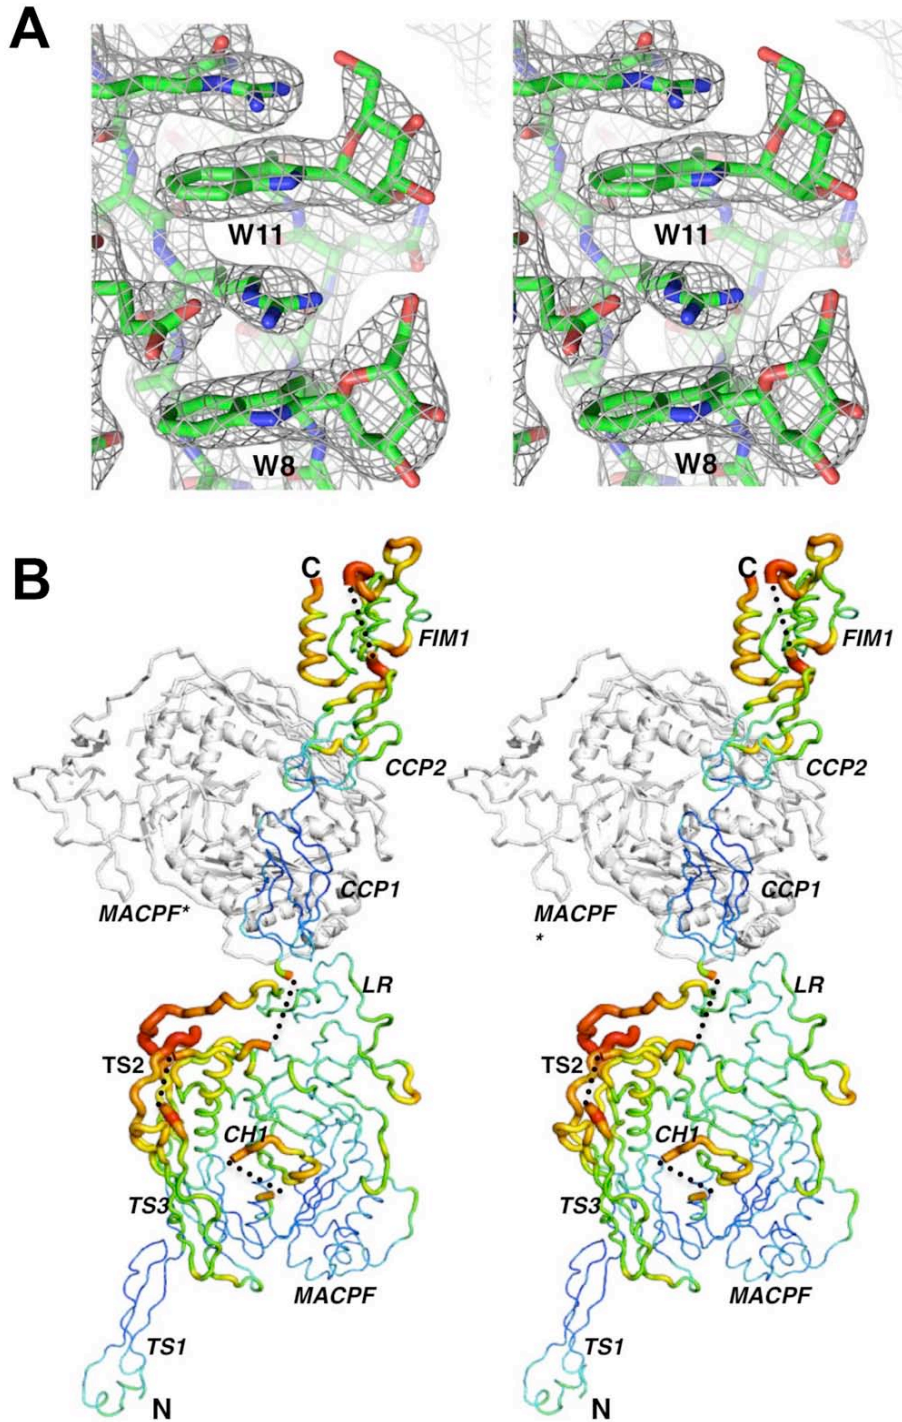 A
W11 W11
W8 W8
B
C C
FIM1 FIM1
CCP2 CCP2
CCP1 CCP1
MACPF* MACPF
*
LR LR
TS2 TS2
CH1 CH1
TS3 TS3
MACPF MACPF
TS1 TS1
N N